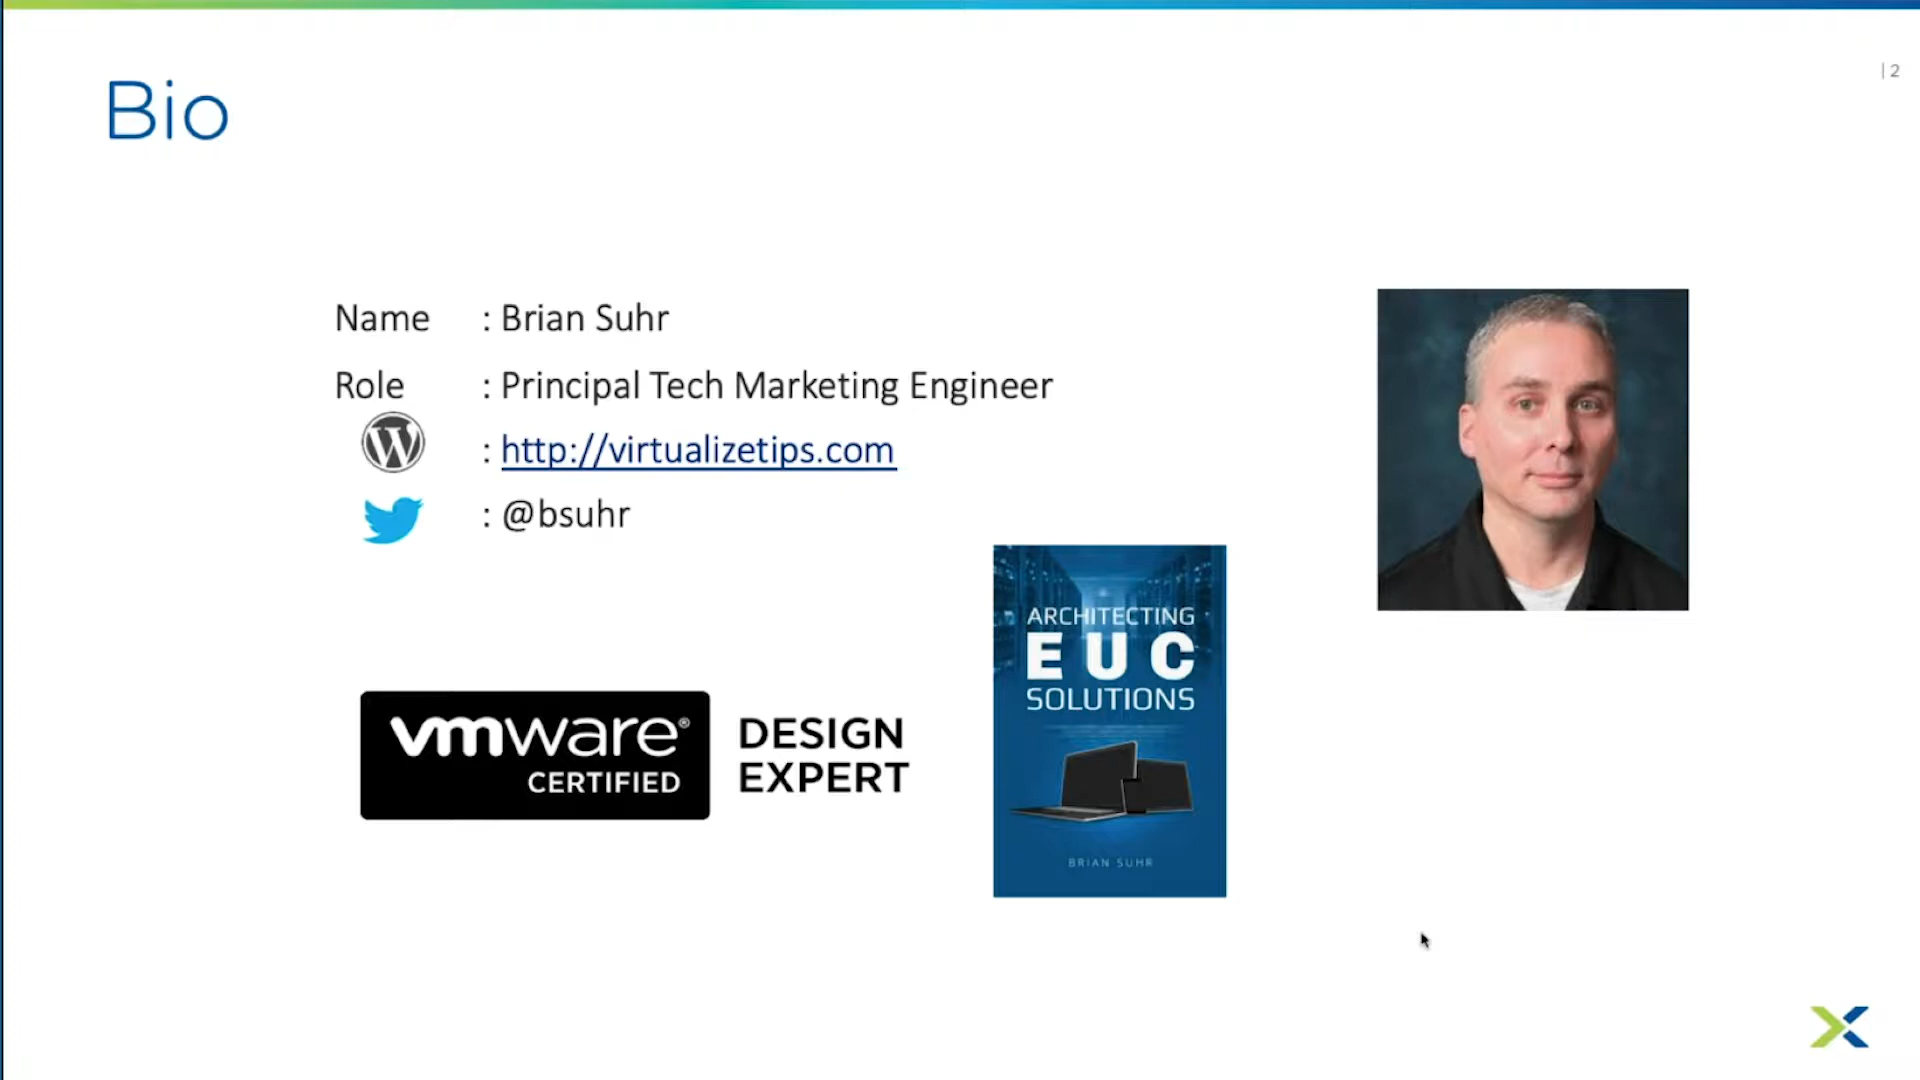 | 2
Bio
Name : Brian Suhr
Role : Principal Tech Marketing Engineer
: http://virtualizetips.com
: @bsuhr
ARCHITECTING
EUC
SOLUTIONS
BRIAN SUHR
vmware®
CERTIFIED
DESIGN
EXPERT